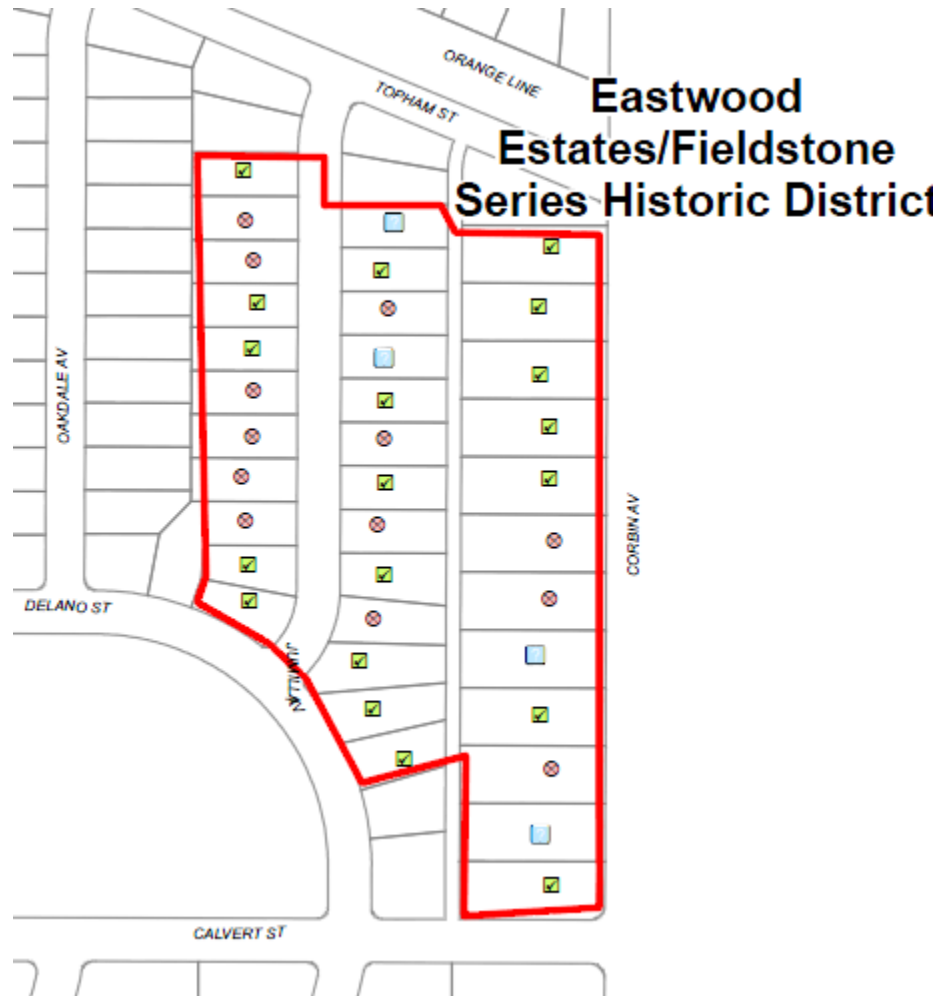 ORANGE LINE
TOPHAM ST
Eastwood
Estates/Fieldstone
Series Historic District
OAKDALE AV
CORBIN AV
DELANO ST
CALVERT ST